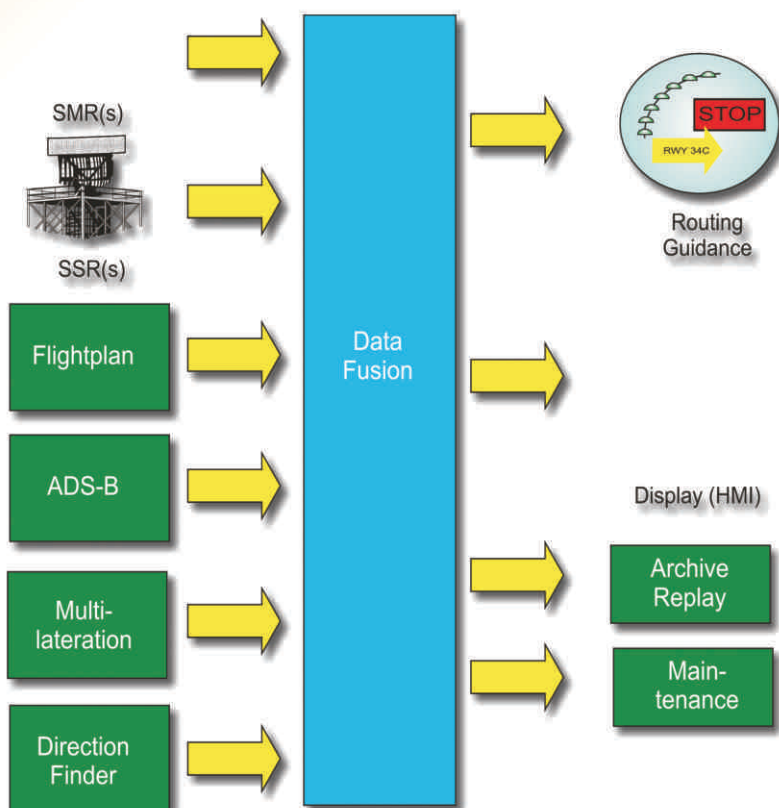 SMR(s)
SSR(s)
Flightplan
ADS-B
Multi-
lateration
Direction
Finder
Data
Fusion
STOP
RWY 34C
Routing
Guidance
Display (HMI)
Archive
Replay
Main-
tenance